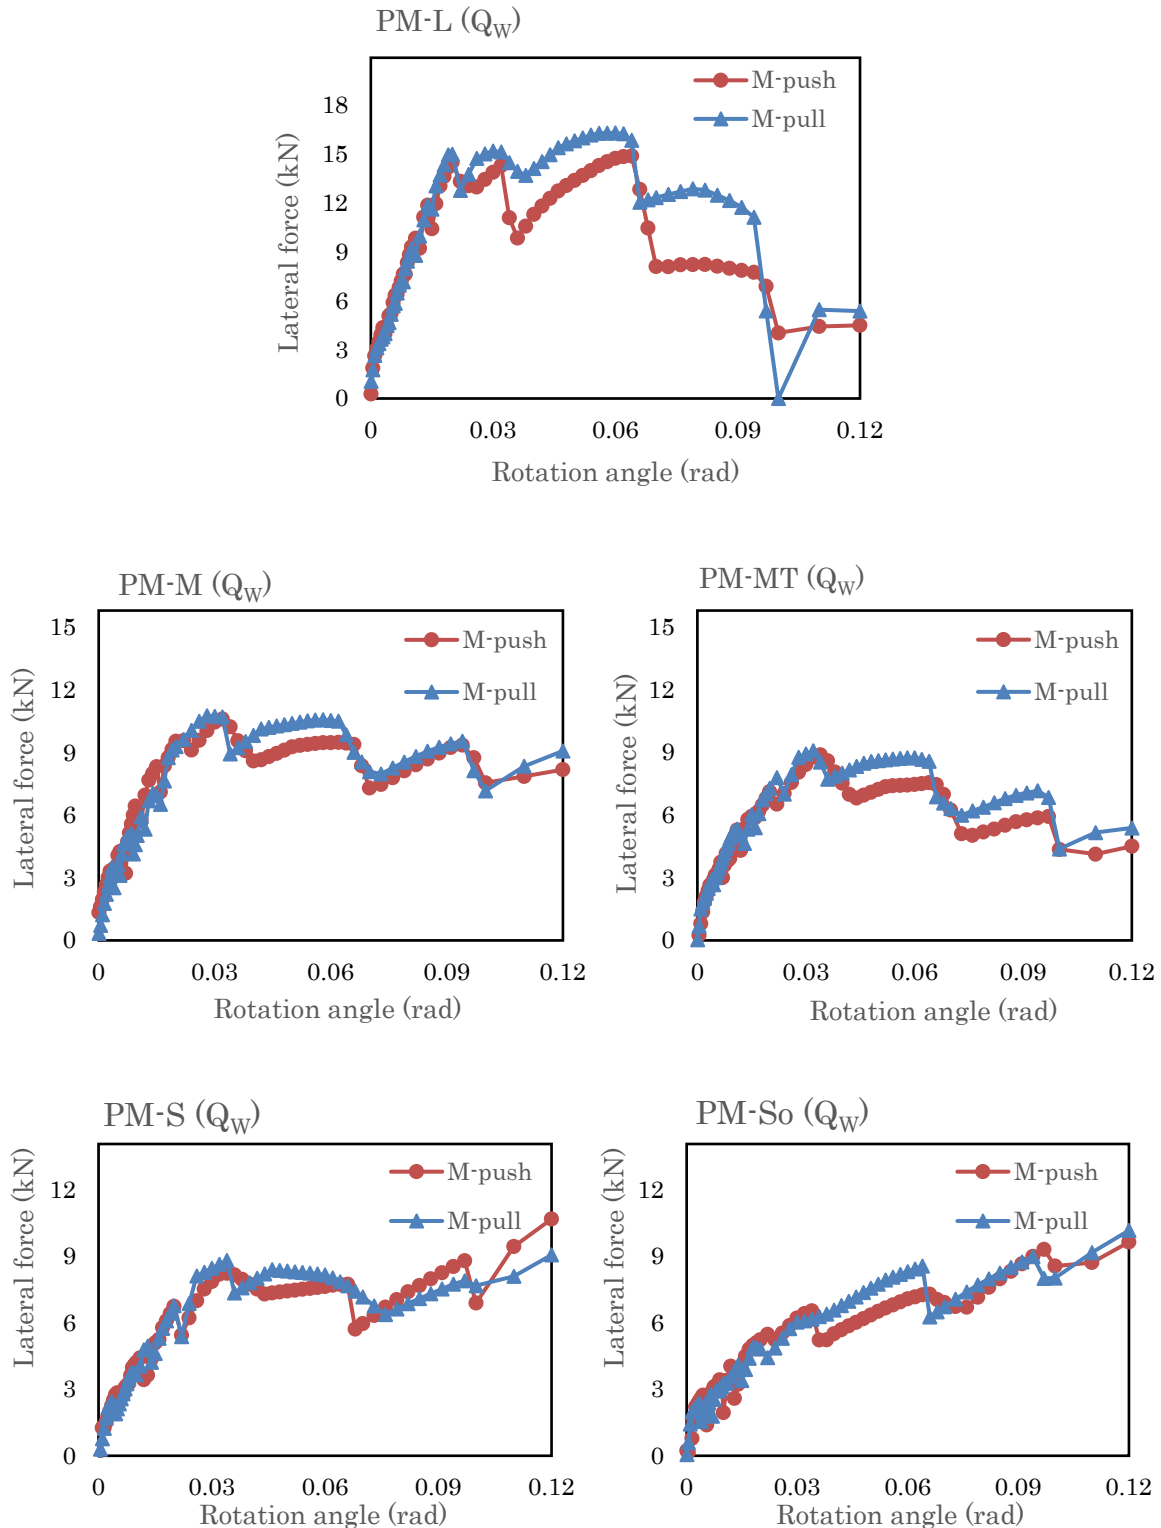 PM-L (QW)
M-push
M-pull
Lateral force (kN)
18
15
12
9
6
3
0
0 0.03 0.06 0.09 0.12
Rotation angle (rad)
PM-M (QW)
M-push
M-pull
Lateral force (kN)
15
12
9
6
3
0
0 0.03 0.06 0.09 0.12
Rotation angle (rad)
PM-MT (QW)
M-push
M-pull
Lateral force (kN)
15
12
9
6
3
0
0 0.03 0.06 0.09 0.12
Rotation angle (rad)
PM-S (QW)
M-push
M-pull
Lateral force (kN)
12
9
6
3
0
0 0.03 0.06 0.09 0.12
Rotation angle (rad)
PM-So (QW)
M-push
M-pull
Lateral force (kN)
12
9
6
3
0
0 0.03 0.06 0.09 0.12
Rotation angle (rad)